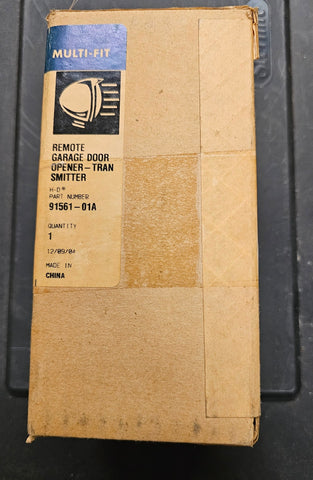 MULTI-FIT
REMOTE
GARAGE DOOR
OPENER-TRAN
SMITTER
H-D®
PART NUMBER
91561-01A
QUANTITY
1
12/09/04
MADE IN
CHINA